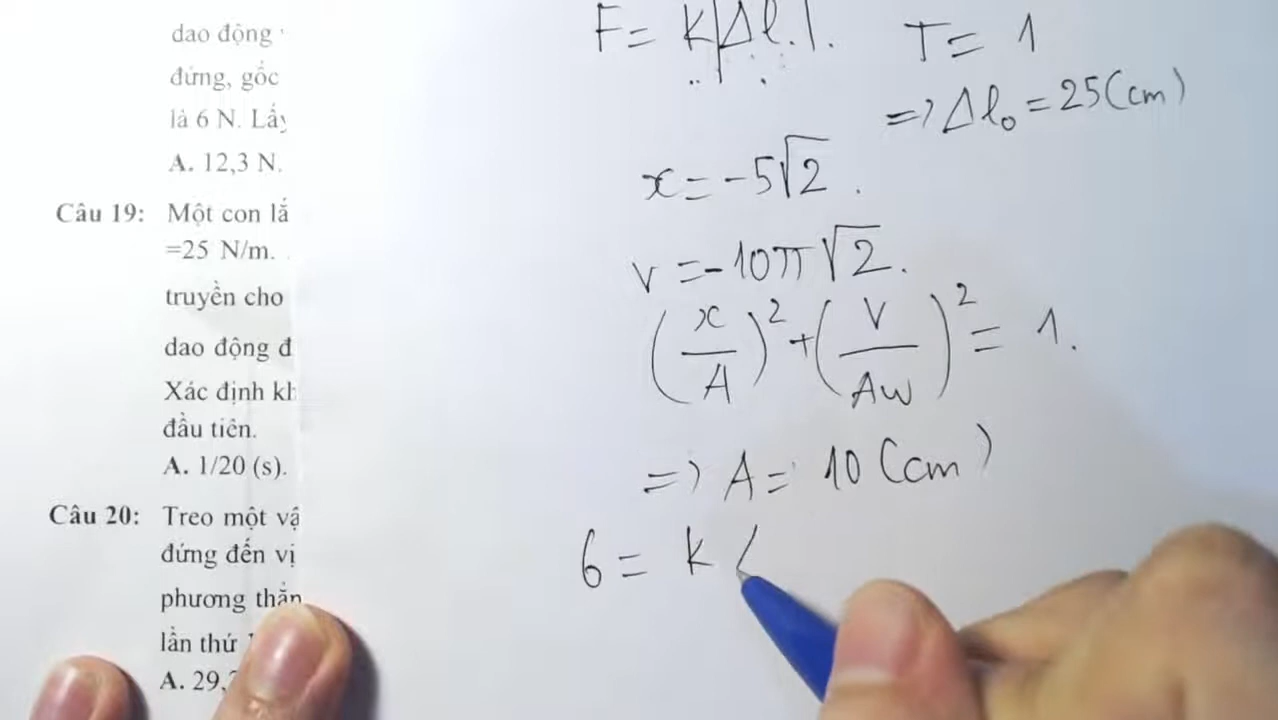 dao động
đứng, gốc
là 6 N. Lấy
A. 12,3 N.
Câu 19: Một con lắ
=25 N/m.
truyền cho
dao động đ
Xác định kh
đầu tiên.
A. 1/20 (s).
Câu 20: Treo một vậ
đứng đến vị
phương thẳn
lần thứ
A. 29,
F = k|Δl.|. T = 1
=> Δl₀ = 25 (cm)
x = -5√2.
v = -10π√2.
(x/A)² + (v/Aω)² = 1.
=> A = 10 (cm)
6 = k (